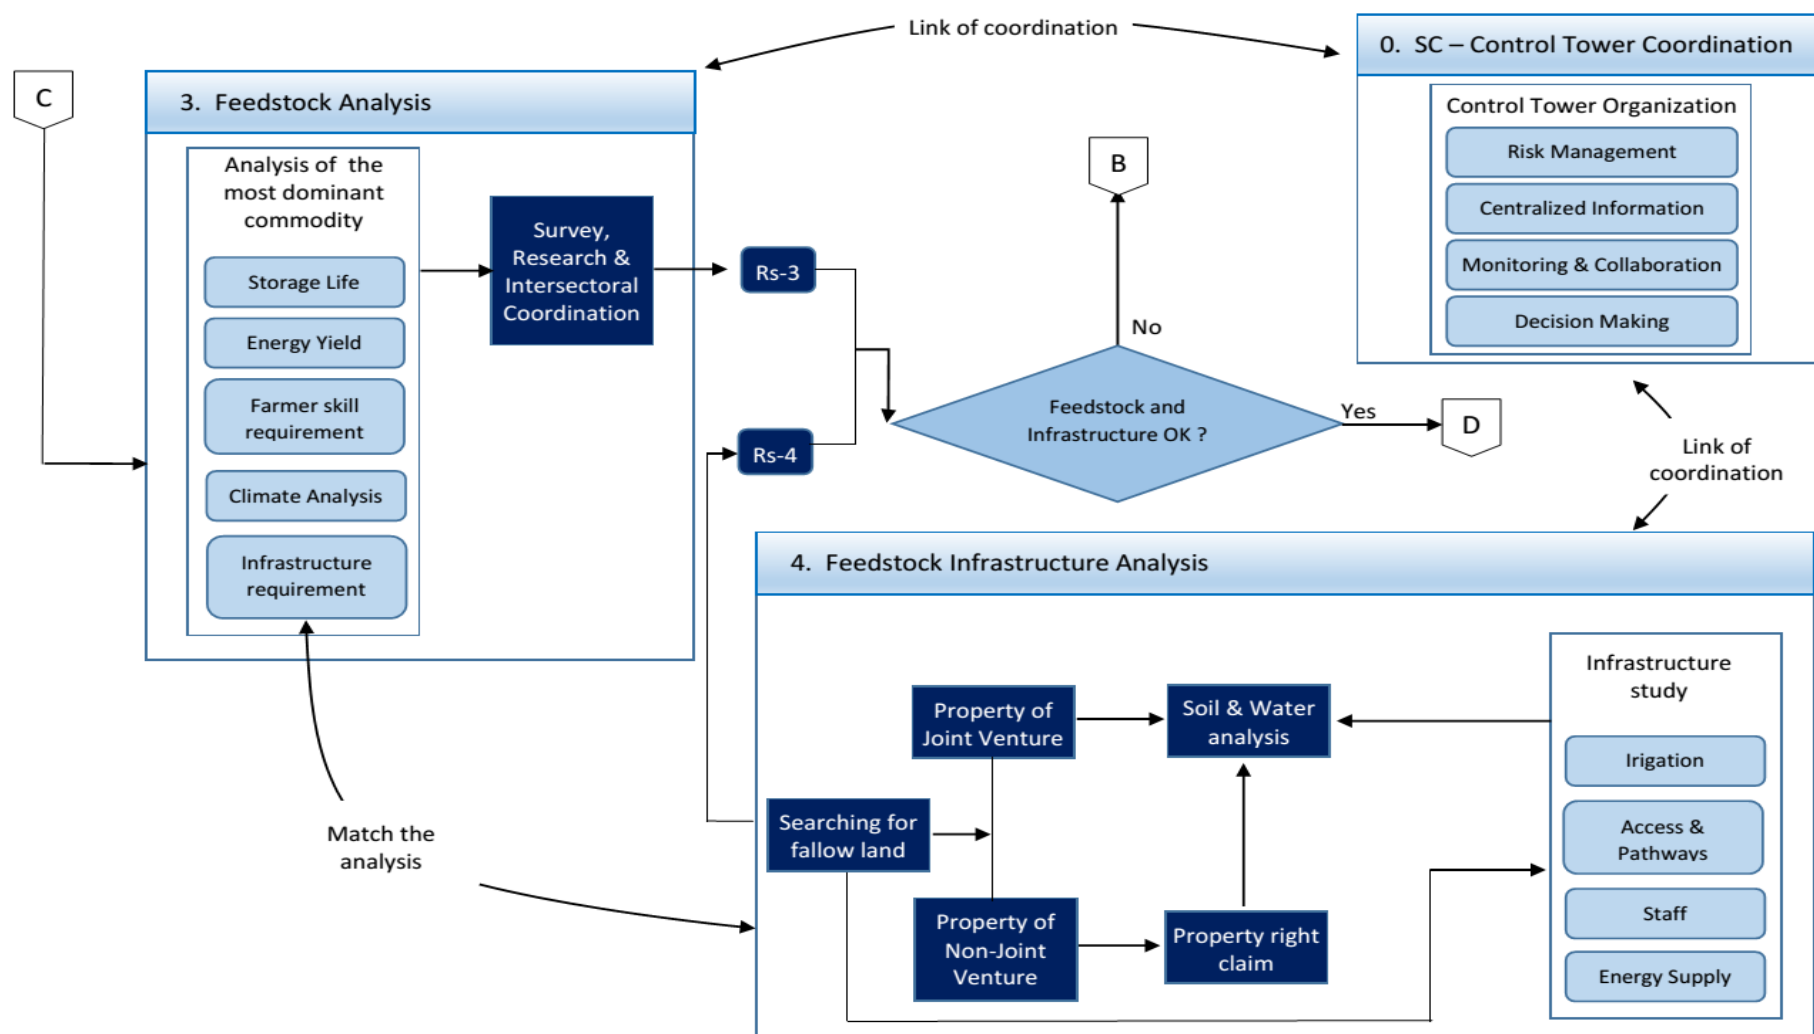 Link of coordination
0. SC – Control Tower Coordination
Control Tower Organization
Risk Management
Centralized Information
Monitoring & Collaboration
Decision Making
C
3. Feedstock Analysis
Analysis of the
most dominant
commodity
Storage Life
Energy Yield
Farmer skill
requirement
Climate Analysis
Infrastructure
requirement
Survey,
Research &
Intersectoral
Coordination
Rs-3
Rs-4
B
No
Feedstock and
Infrastructure OK ?
Yes
D
Link of
coordination
Match the
analysis
4. Feedstock Infrastructure Analysis
Searching for
fallow land
Property of
Joint Venture
Property of
Non-Joint
Venture
Soil & Water
analysis
Property right
claim
Infrastructure
study
Irigation
Access &
Pathways
Staff
Energy Supply